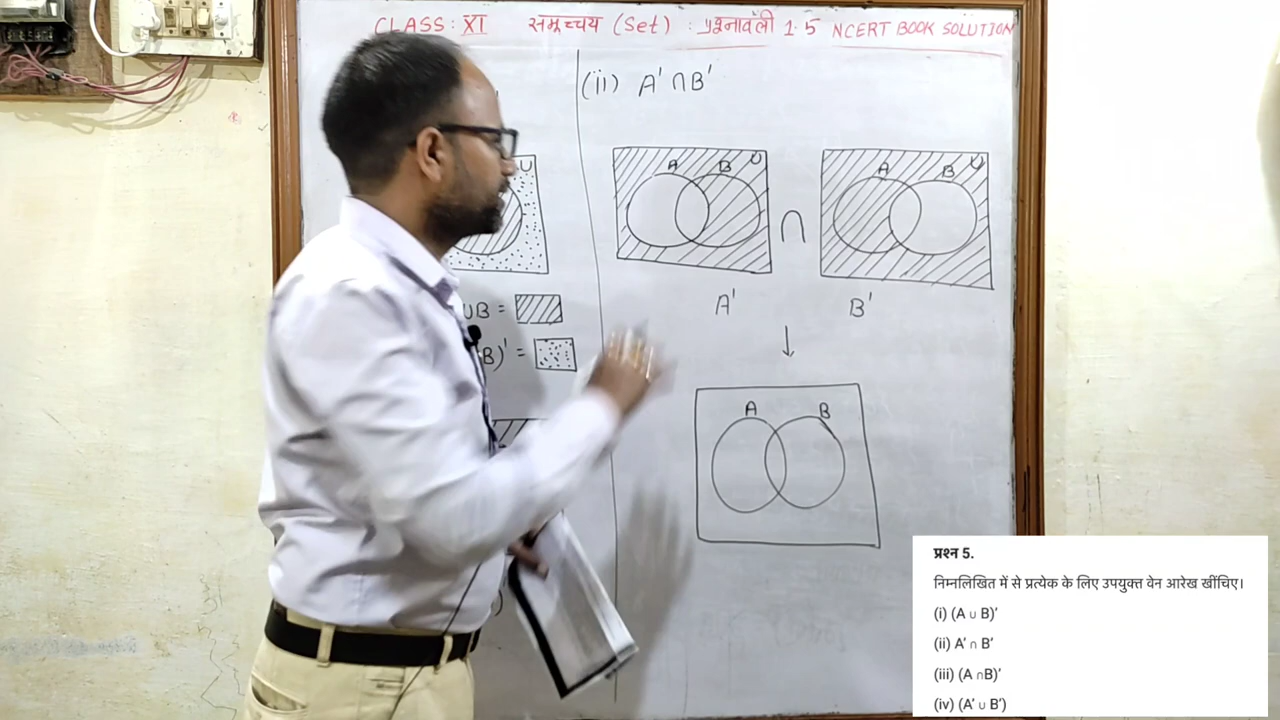 CLASS: XI समुच्चय (Set) : प्रश्नावली 1.5 NCERT BOOK SOLUTION
U
UB =
B)' =
(ii) A' ∩ B'
A B U
∩
A B U
A'
B'
↓
A B
प्रश्न 5.
निम्नलिखित में से प्रत्येक के लिए उपयुक्त वेन आरेख खींचिए।
(i) (A ∪ B)'
(ii) A' ∩ B'
(iii) (A ∩B)'
(iv) (A' ∪ B')